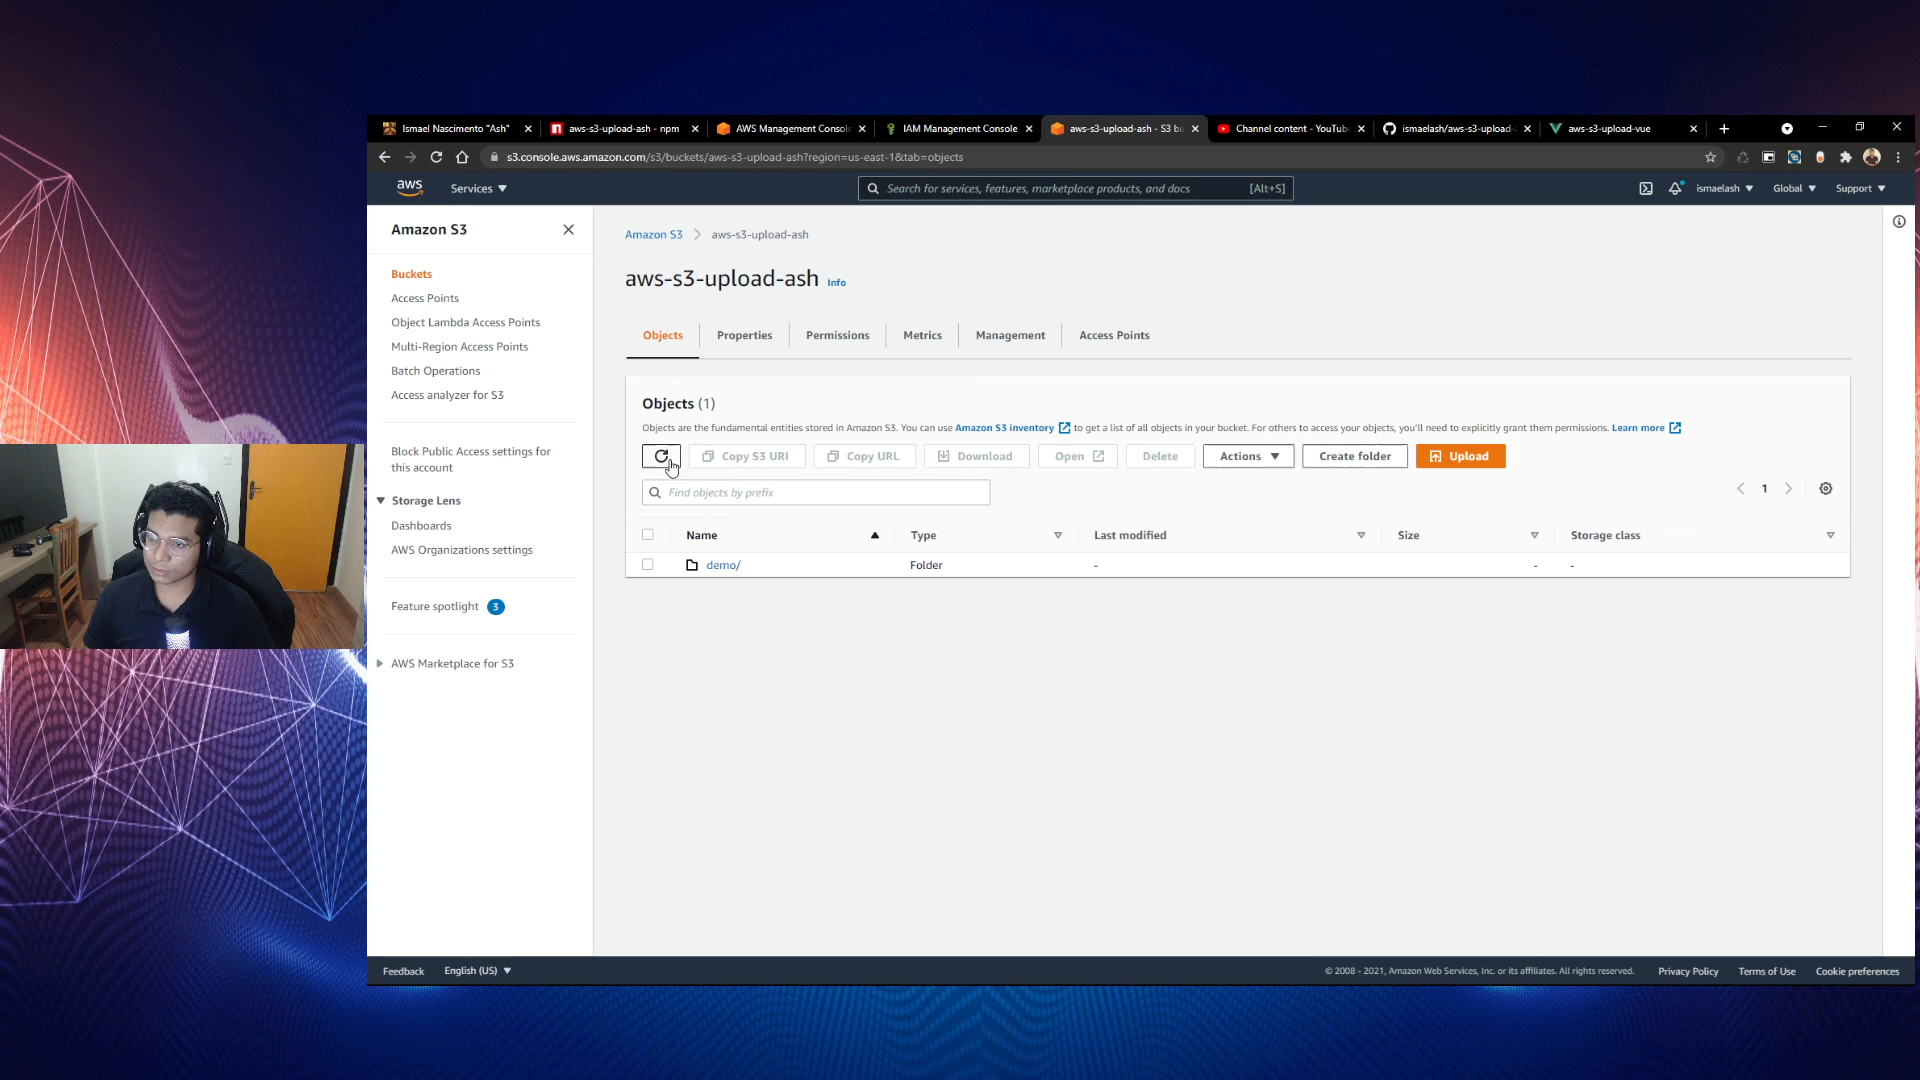 Ismael Nascimento "Ash"
aws-s3-upload-ash - npm
AWS Management Console
IAM Management Console
aws-s3-upload-ash - S3 bu
Channel content - YouTube
ismaelash/aws-s3-upload-
aws-s3-upload-vue
s3.console.aws.amazon.com/s3/buckets/aws-s3-upload-ash?region=us-east-1&tab=objects
aws
Services ▼
Search for services, features, marketplace products, and docs
[Alt+S]
ismaelash ▼
Global ▼
Support ▼
Amazon S3
Buckets
Access Points
Object Lambda Access Points
Multi-Region Access Points
Batch Operations
Access analyzer for S3
Block Public Access settings for
this account
Storage Lens
Dashboards
AWS Organizations settings
Feature spotlight 3
AWS Marketplace for S3
Amazon S3 > aws-s3-upload-ash
aws-s3-upload-ash Info
Objects
Properties
Permissions
Metrics
Management
Access Points
Objects (1)
Objects are the fundamental entities stored in Amazon S3. You can use Amazon S3 inventory to get a list of all objects in your bucket. For others to access your objects, you'll need to explicitly grant them permissions. Learn more
Copy S3 URI
Copy URL
Download
Open
Delete
Actions ▼
Create folder
Upload
Find objects by prefix
1
Name
Type
Last modified
Size
Storage class
demo/
Folder
-
-
-
Feedback
English (US) ▼
© 2008 - 2021, Amazon Web Services, Inc. or its affiliates. All rights reserved.
Privacy Policy
Terms of Use
Cookie preferences